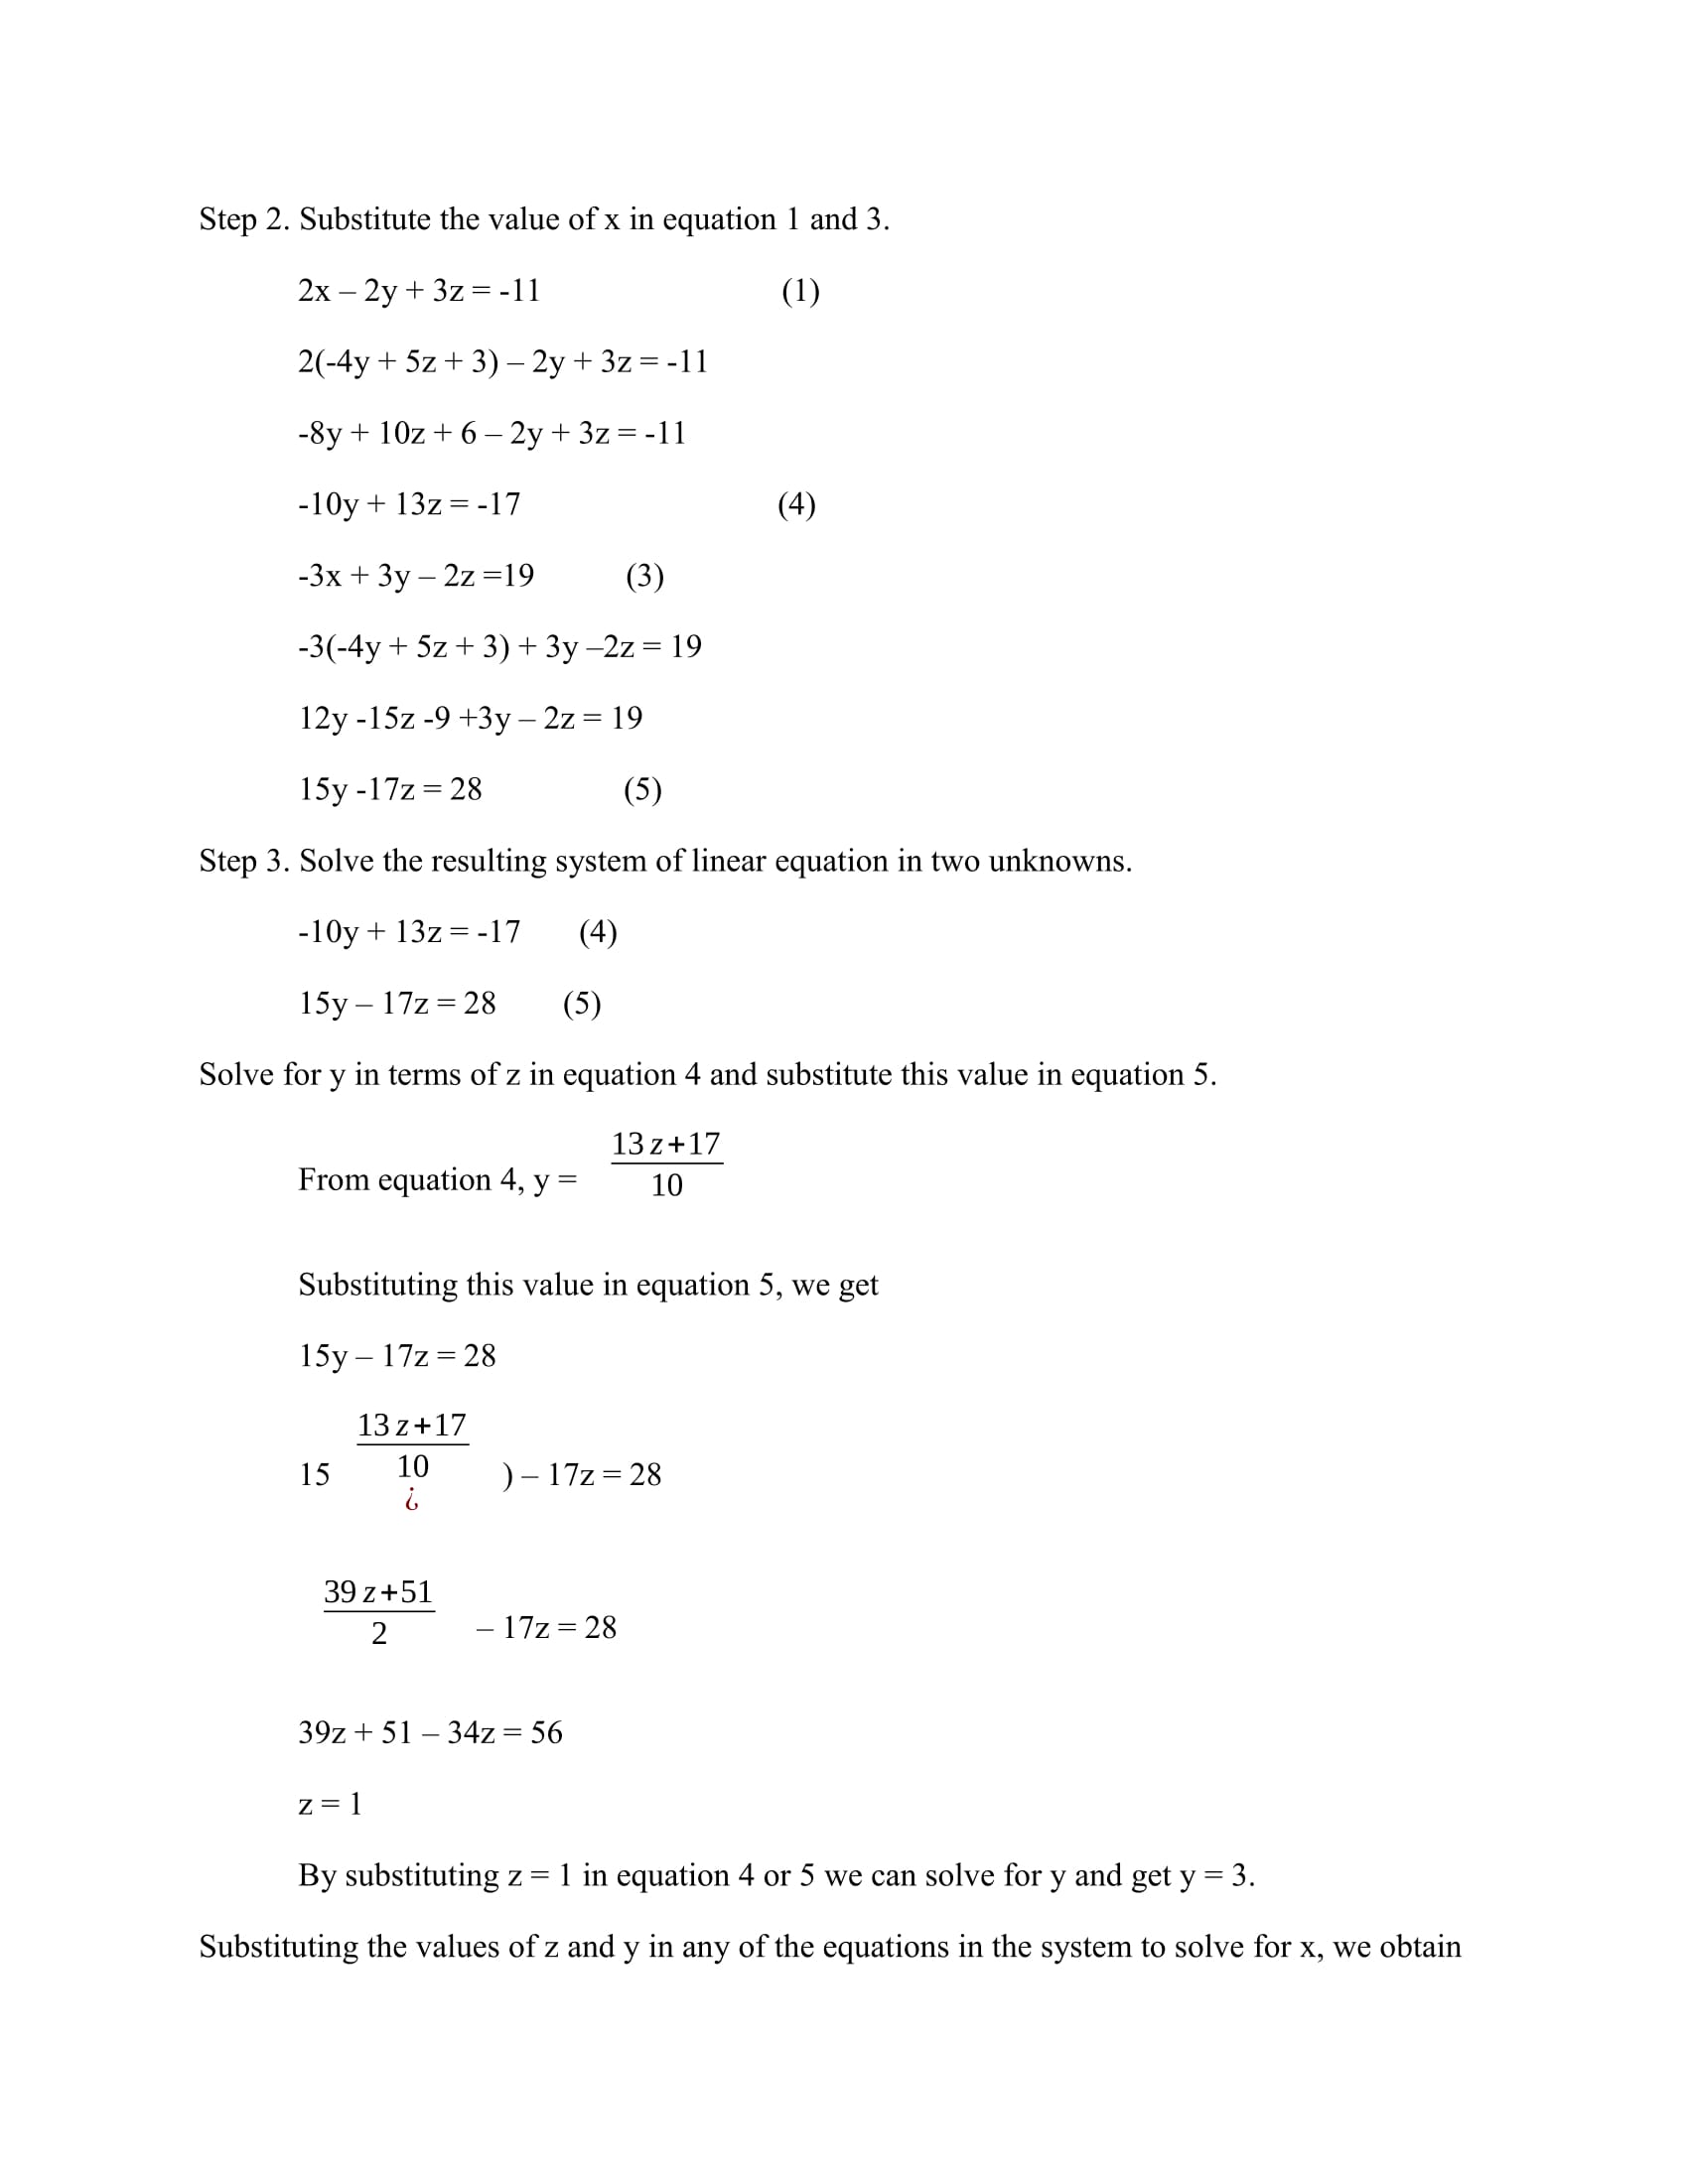 Step 2. Substitute the value of x in equation 1 and 3.
2x – 2y + 3z = -11 (1)
2(-4y + 5z + 3) – 2y + 3z = -11
-8y + 10z + 6 – 2y + 3z = -11
-10y + 13z = -17 (4)
-3x + 3y – 2z =19 (3)
-3(-4y + 5z + 3) + 3y –2z = 19
12y -15z -9 +3y – 2z = 19
15y -17z = 28 (5)
Step 3. Solve the resulting system of linear equation in two unknowns.
-10y + 13z = -17 (4)
15y – 17z = 28 (5)
Solve for y in terms of z in equation 4 and substitute this value in equation 5.
13 z+17
From equation 4, y =
10
Substituting this value in equation 5, we get
15y – 17z = 28
13 z+17
10
15 ) – 17z = 28
¿
39 z+51
2
– 17z = 28
39z + 51 – 34z = 56
z = 1
By substituting z = 1 in equation 4 or 5 we can solve for y and get y = 3.
Substituting the values of z and y in any of the equations in the system to solve for x, we obtain